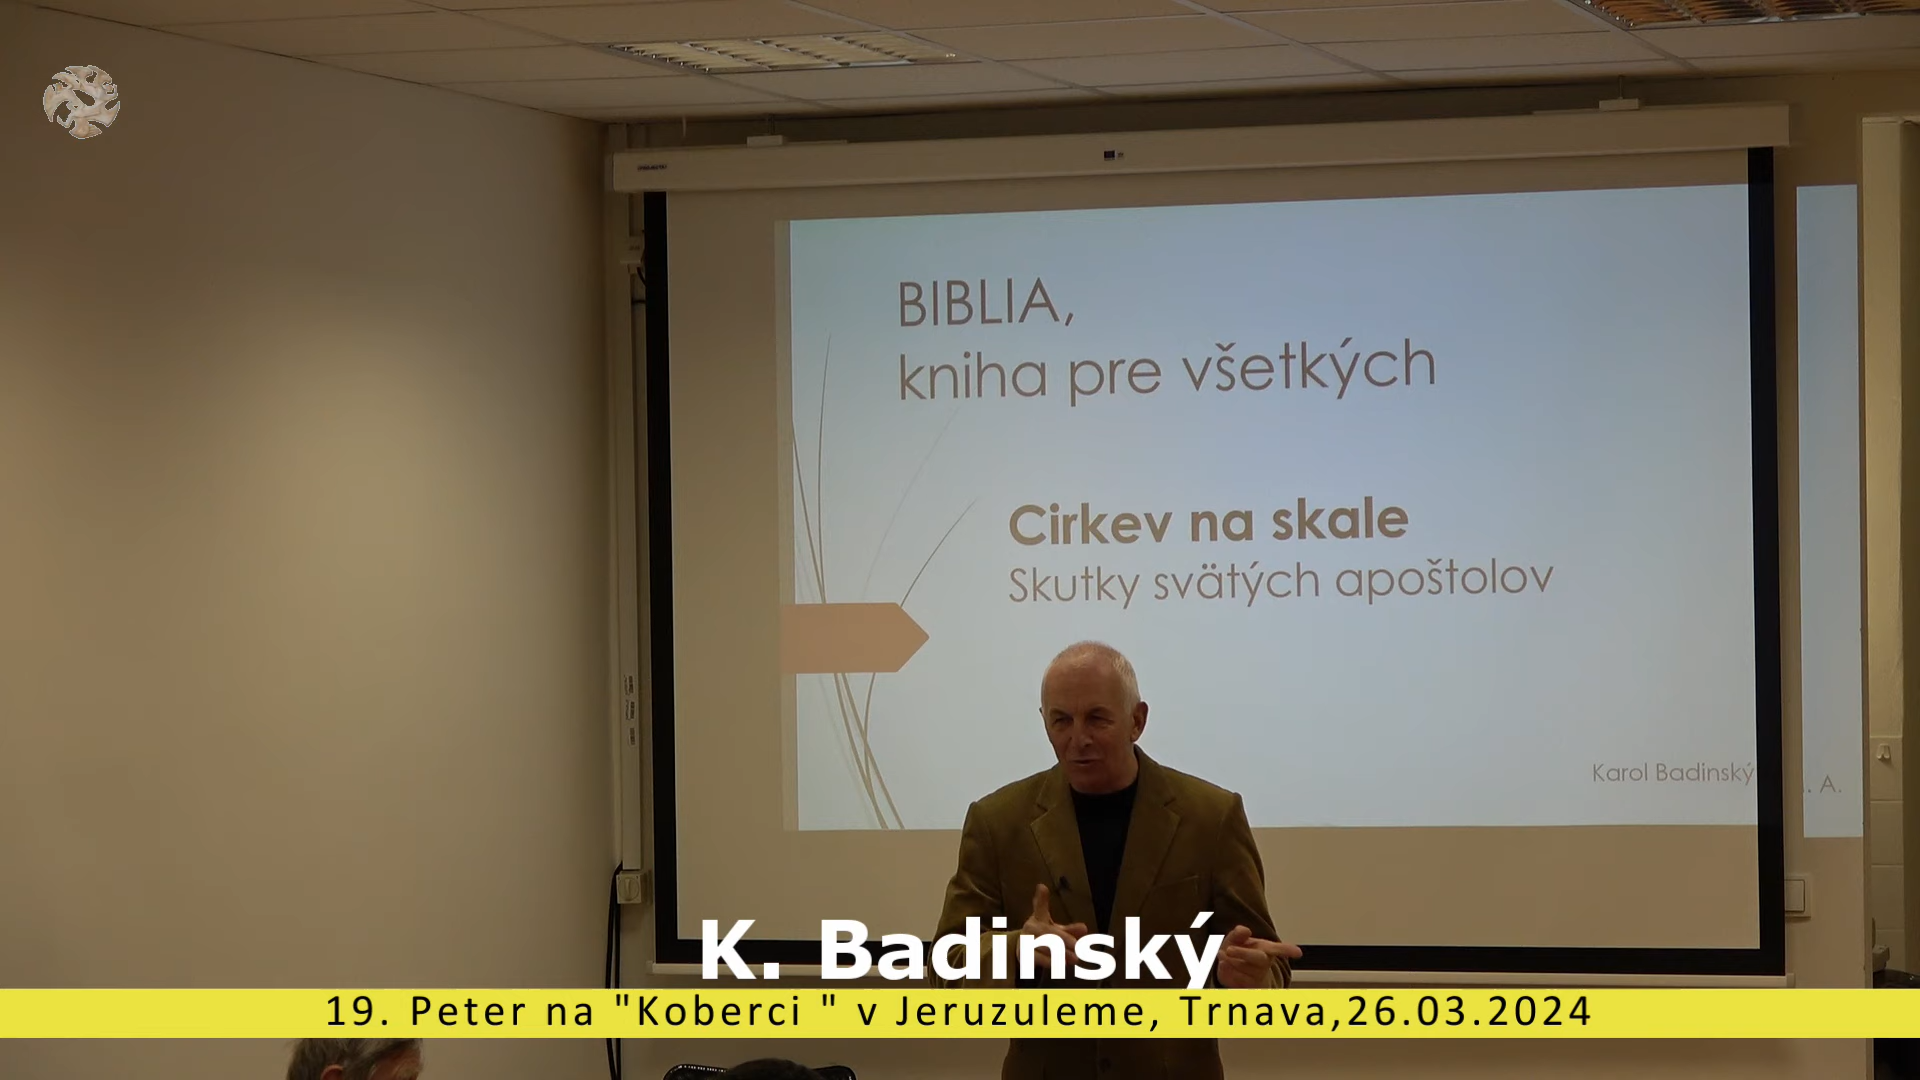 BIBLIA,
kniha pre všetkých
Cirkev na skale
Skutky svätých apoštolov
Karol Badinský
. A.
K. Badinský
19. Peter na "Koberci " v Jeruzuleme, Trnava,26.03.2024